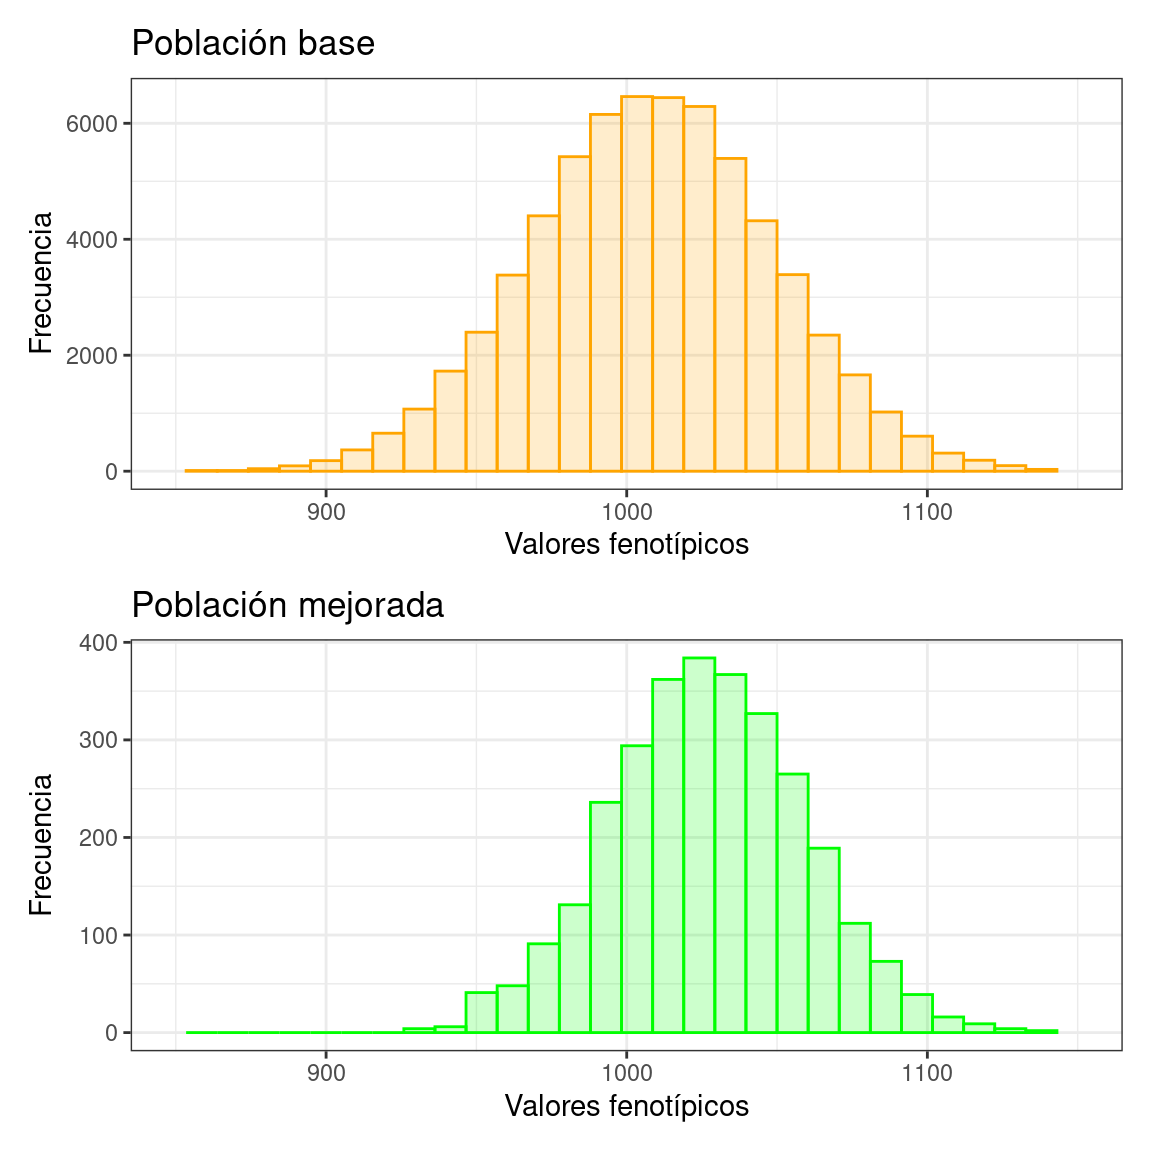 Población base
6000
4000
2000
0
Frecuencia
900 1000 1100
Valores fenotípicos
Población mejorada
400
300
200
100
0
Frecuencia
900 1000 1100
Valores fenotípicos